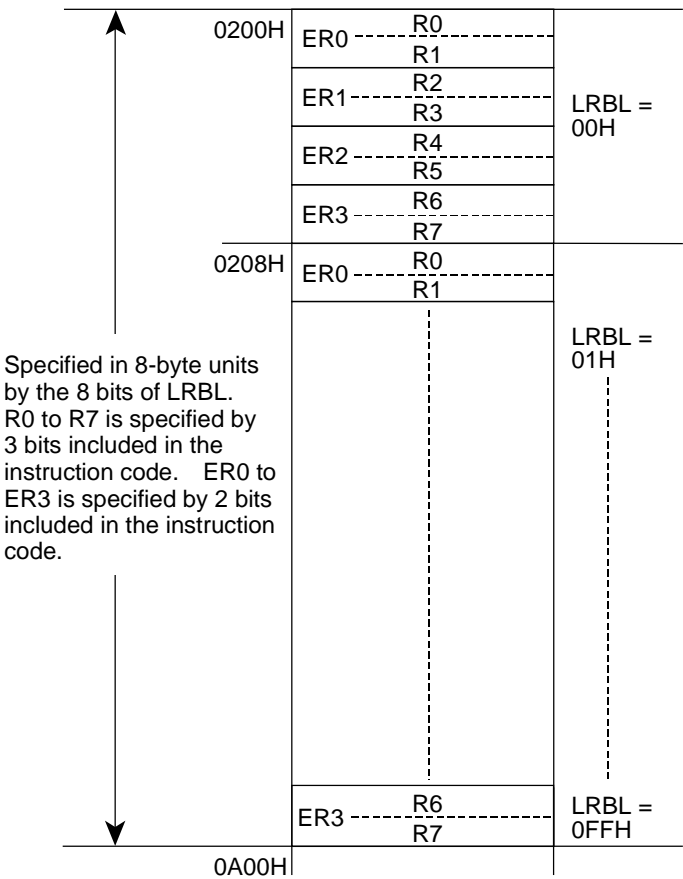 0200H
ER0
R0
R1
ER1
R2
R3
ER2
R4
R5
ER3
R6
R7
LRBL =
00H
0208H
ER0
R0
R1
LRBL =
01H
Specified in 8-byte units
by the 8 bits of LRBL.
R0 to R7 is specified by
3 bits included in the
instruction code. ER0 to
ER3 is specified by 2 bits
included in the instruction
code.
ER3
R6
R7
LRBL =
0FFH
0A00H